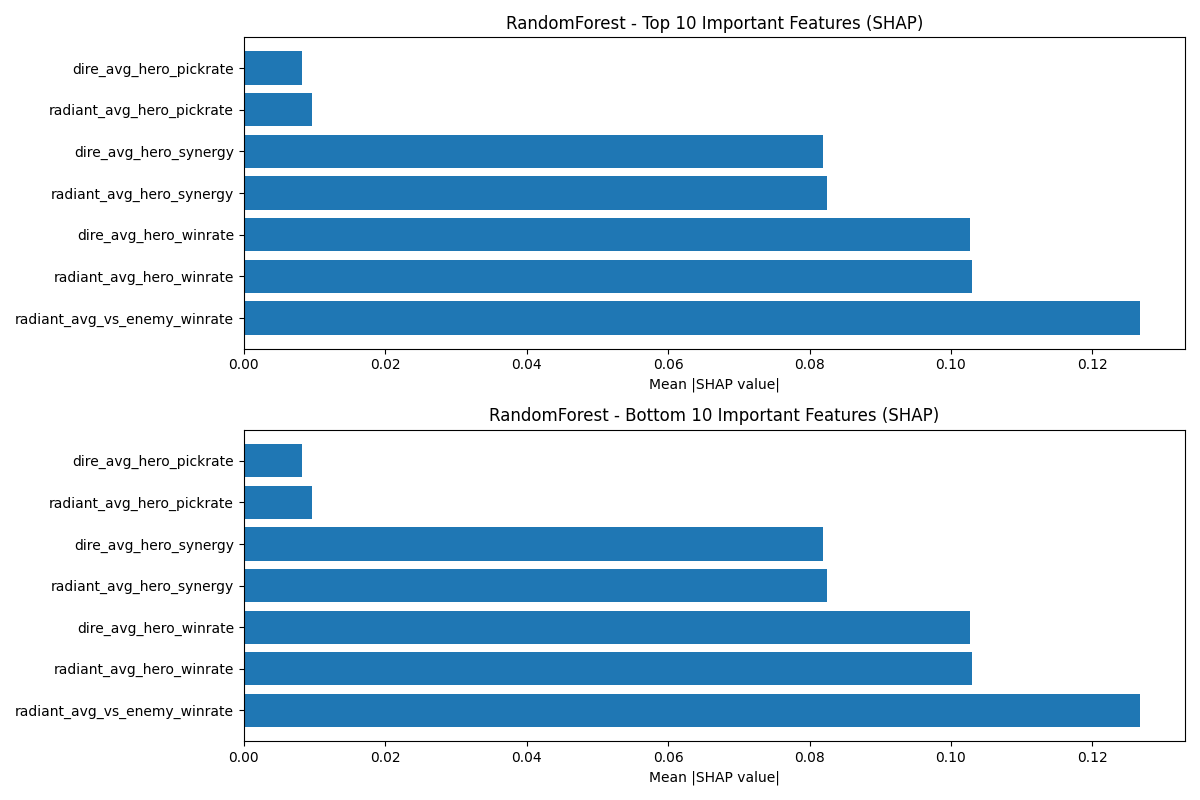 RandomForest - Top 10 Important Features (SHAP)
dire_avg_hero_pickrate
radiant_avg_hero_pickrate
dire_avg_hero_synergy
radiant_avg_hero_synergy
dire_avg_hero_winrate
radiant_avg_hero_winrate
radiant_avg_vs_enemy_winrate
0.00 0.02 0.04 0.06 0.08 0.10 0.12
Mean |SHAP value|
RandomForest - Bottom 10 Important Features (SHAP)
dire_avg_hero_pickrate
radiant_avg_hero_pickrate
dire_avg_hero_synergy
radiant_avg_hero_synergy
dire_avg_hero_winrate
radiant_avg_hero_winrate
radiant_avg_vs_enemy_winrate
0.00 0.02 0.04 0.06 0.08 0.10 0.12
Mean |SHAP value|